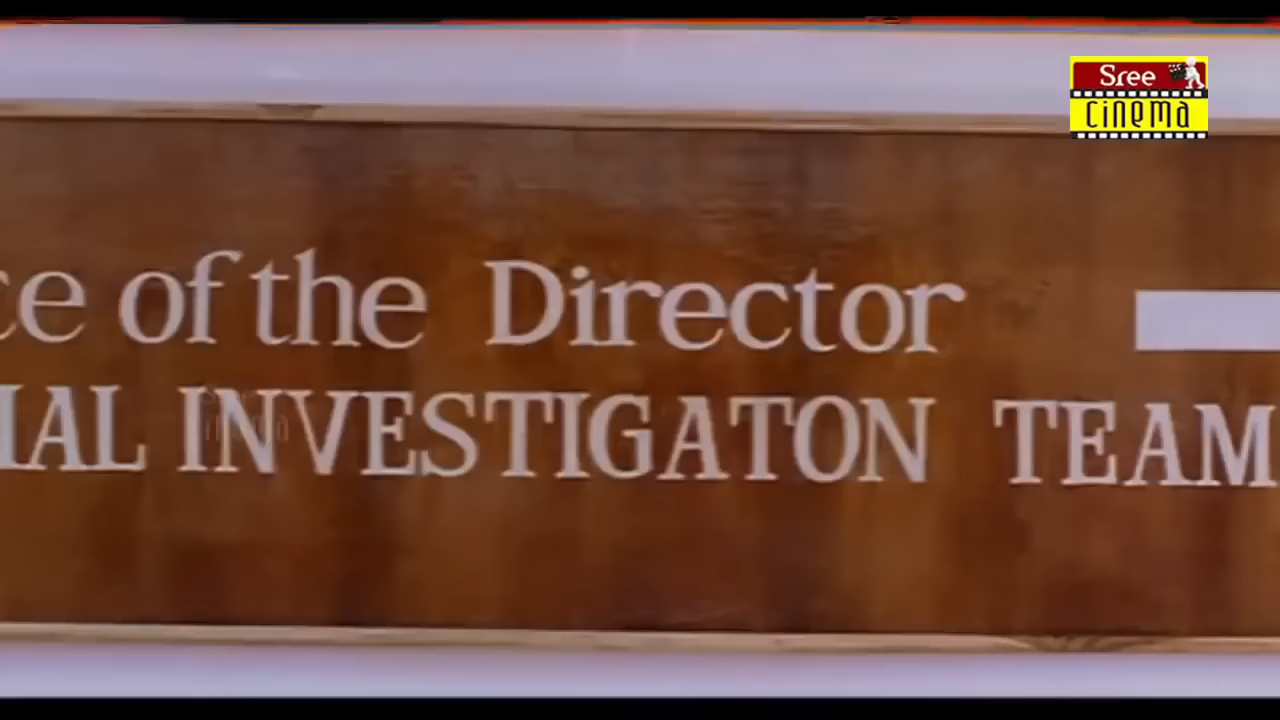 Sree
cinema
ce of the Director
IAL INVESTIGATON TEAM